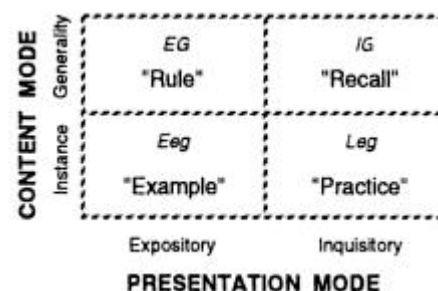 CONTENT MODE
Generality
Instance
EG
"Rule"
IG
"Recall"
Eeg
"Example"
Leg
"Practice"
Expository
Inquisitory
PRESENTATION MODE